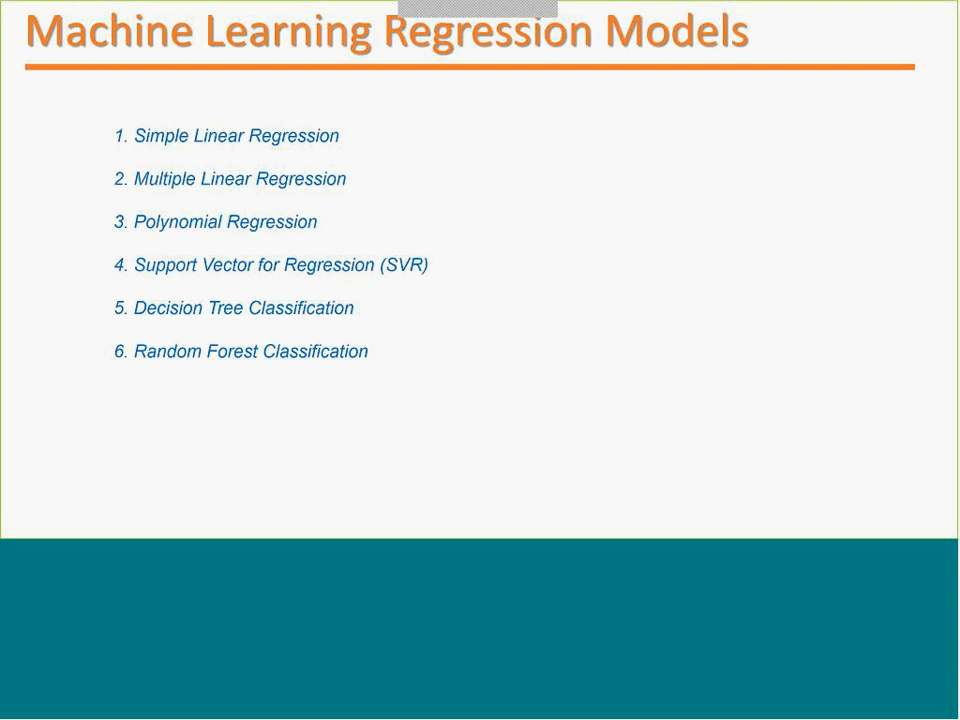 Machine Learning Regression Models
1. Simple Linear Regression
2. Multiple Linear Regression
3. Polynomial Regression
4. Support Vector for Regression (SVR)
5. Decision Tree Classification
6. Random Forest Classification